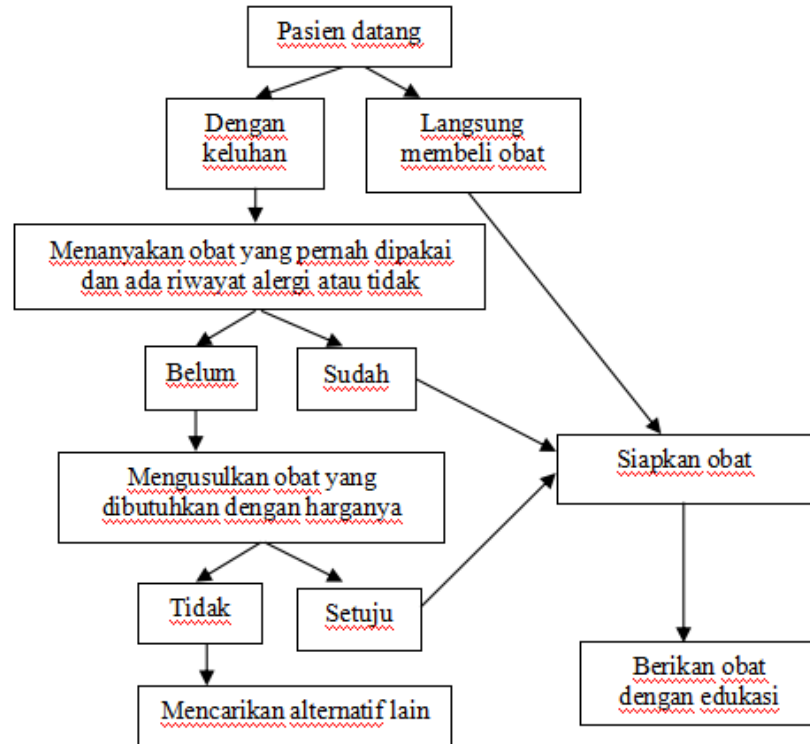 Pasien datang
Dengan
keluhan
Langsung
membeli obat
Menanyakan obat yang pernah dipakai
dan ada riwayat alergi atau tidak
Belum
Sudah
Siapkan obat
Mengusulkan obat yang
dibutuhkan dengan harganya
Tidak
Setuju
Berikan obat
dengan edukasi
Mencarikan alternatif lain